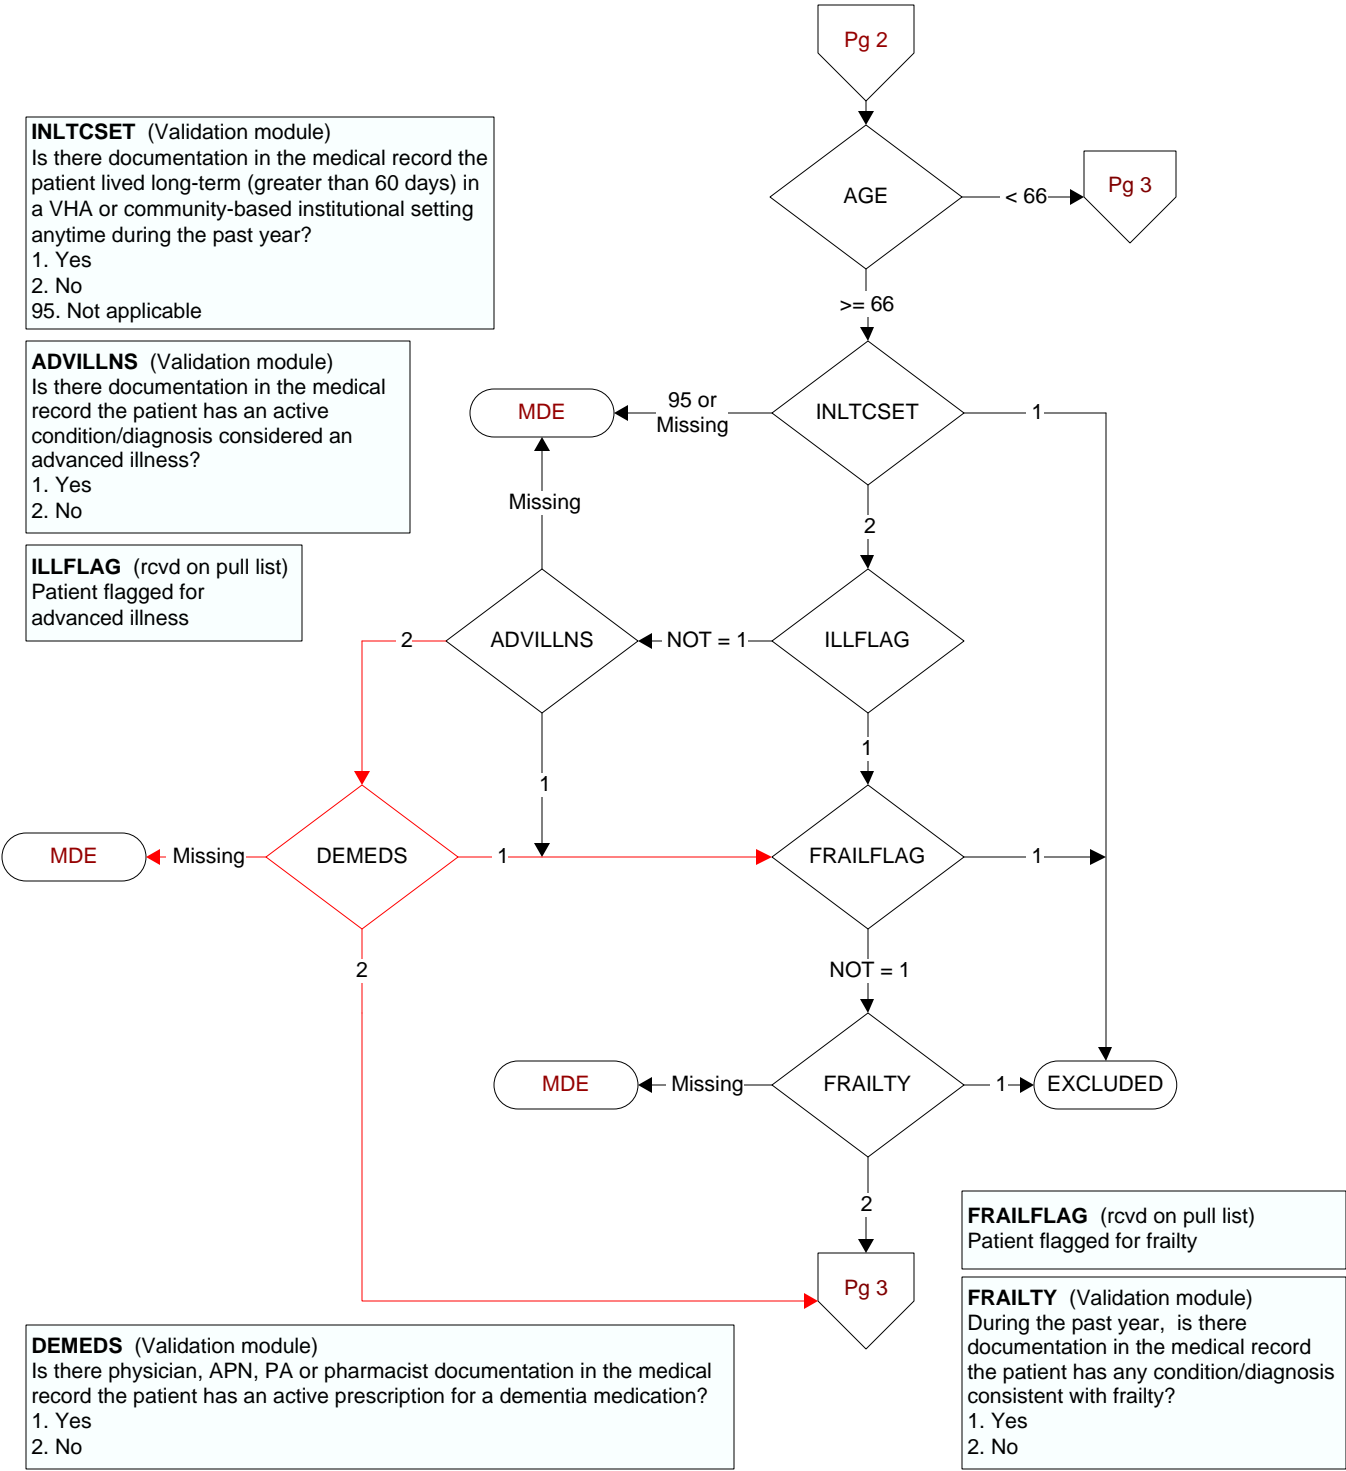 Pg 2
INLTCSET (Validation module)
Is there documentation in the medical record the
patient lived long-term (greater than 60 days) in
a VHA or community-based institutional setting
anytime during the past year?
1. Yes
2. No
95. Not applicable
AGE
< 66
Pg 3
>= 66
ADVILLNS (Validation module)
Is there documentation in the medical
record the patient has an active
condition/diagnosis considered an
advanced illness?
1. Yes
2. No
MDE
95 or
Missing
INLTCSET
1
Missing
2
ILLFLAG (rcvd on pull list)
Patient flagged for
advanced illness
2
ADVILLNS
NOT = 1
ILLFLAG
1
1
MDE
Missing
DEMEDS
1
FRAILFLAG
1
2
NOT = 1
MDE
Missing
FRAILTY
1
EXCLUDED
2
Pg 3
FRAILFLAG (rcvd on pull list)
Patient flagged for frailty
FRAILTY (Validation module)
During the past year, is there
documentation in the medical record
the patient has any condition/diagnosis
consistent with frailty?
1. Yes
2. No
DEMEDS (Validation module)
Is there physician, APN, PA or pharmacist documentation in the medical
record the patient has an active prescription for a dementia medication?
1. Yes
2. No